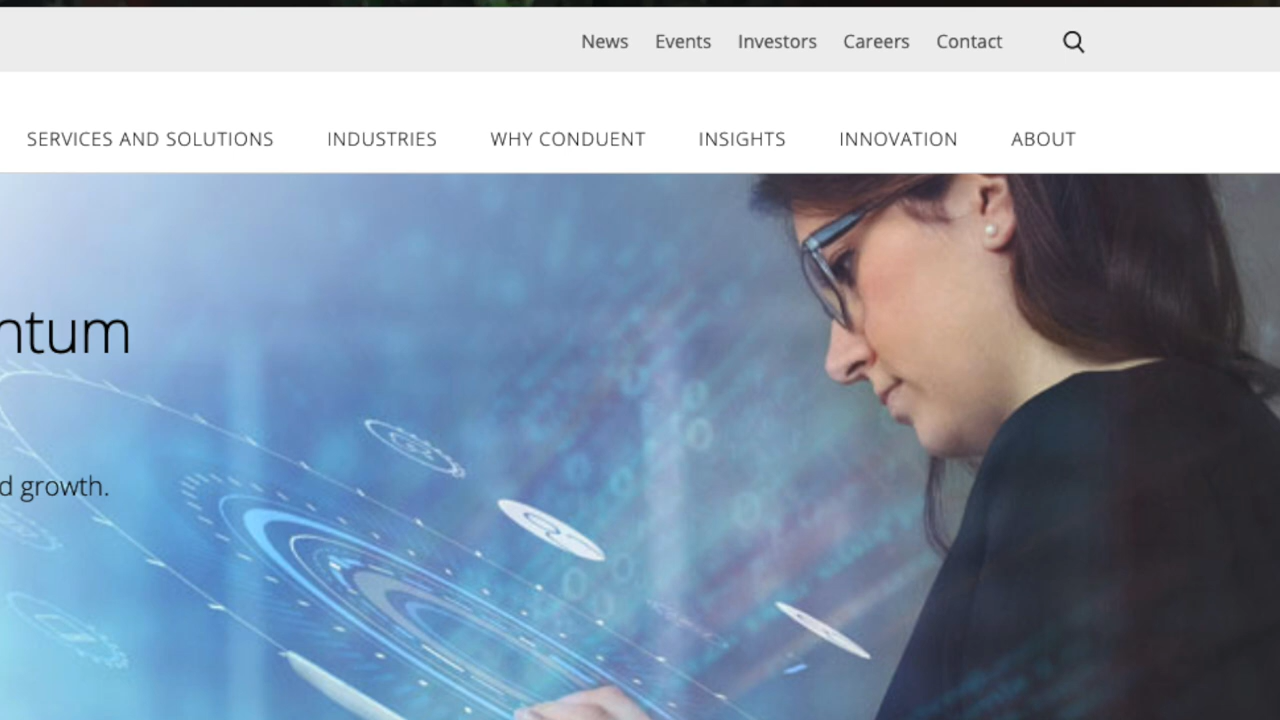 News Events Investors Careers Contact
SERVICES AND SOLUTIONS INDUSTRIES WHY CONDUENT INSIGHTS INNOVATION ABOUT
ntum
d growth.